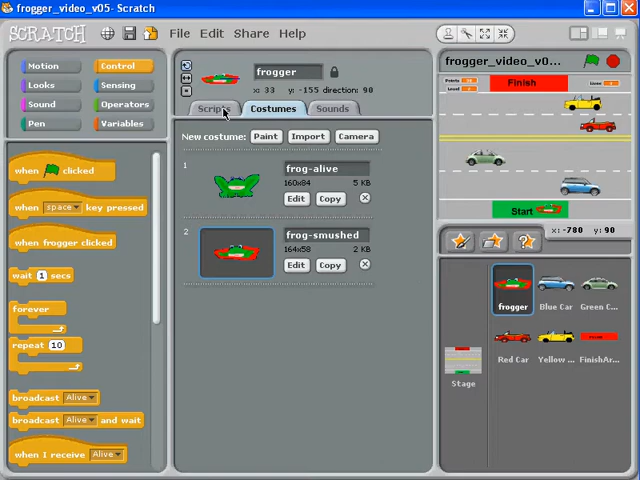 frogger_video_v05- Scratch
SCRATCH File Edit Share Help
Motion Control
Looks Sensing
Sound Operators
Pen Variables
when clicked
when space key pressed
when frogger clicked
wait 1 secs
forever
repeat 10
broadcast Alive
broadcast Alive and wait
when I receive Alive
frogger
x: 33 y: -155 direction: 90
Scripts Costumes Sounds
New costume: Paint Import Camera
1
frog-alive
160x84 5 KB
Edit Copy
2
frog-smushed
164x58 2 KB
Edit Copy
frogger_video_v0...
Points
Level
Finish
Start
x: -780 y: 90
frogger Blue Car Green C...
Red Car Yellow ... FinishAr...
Stage